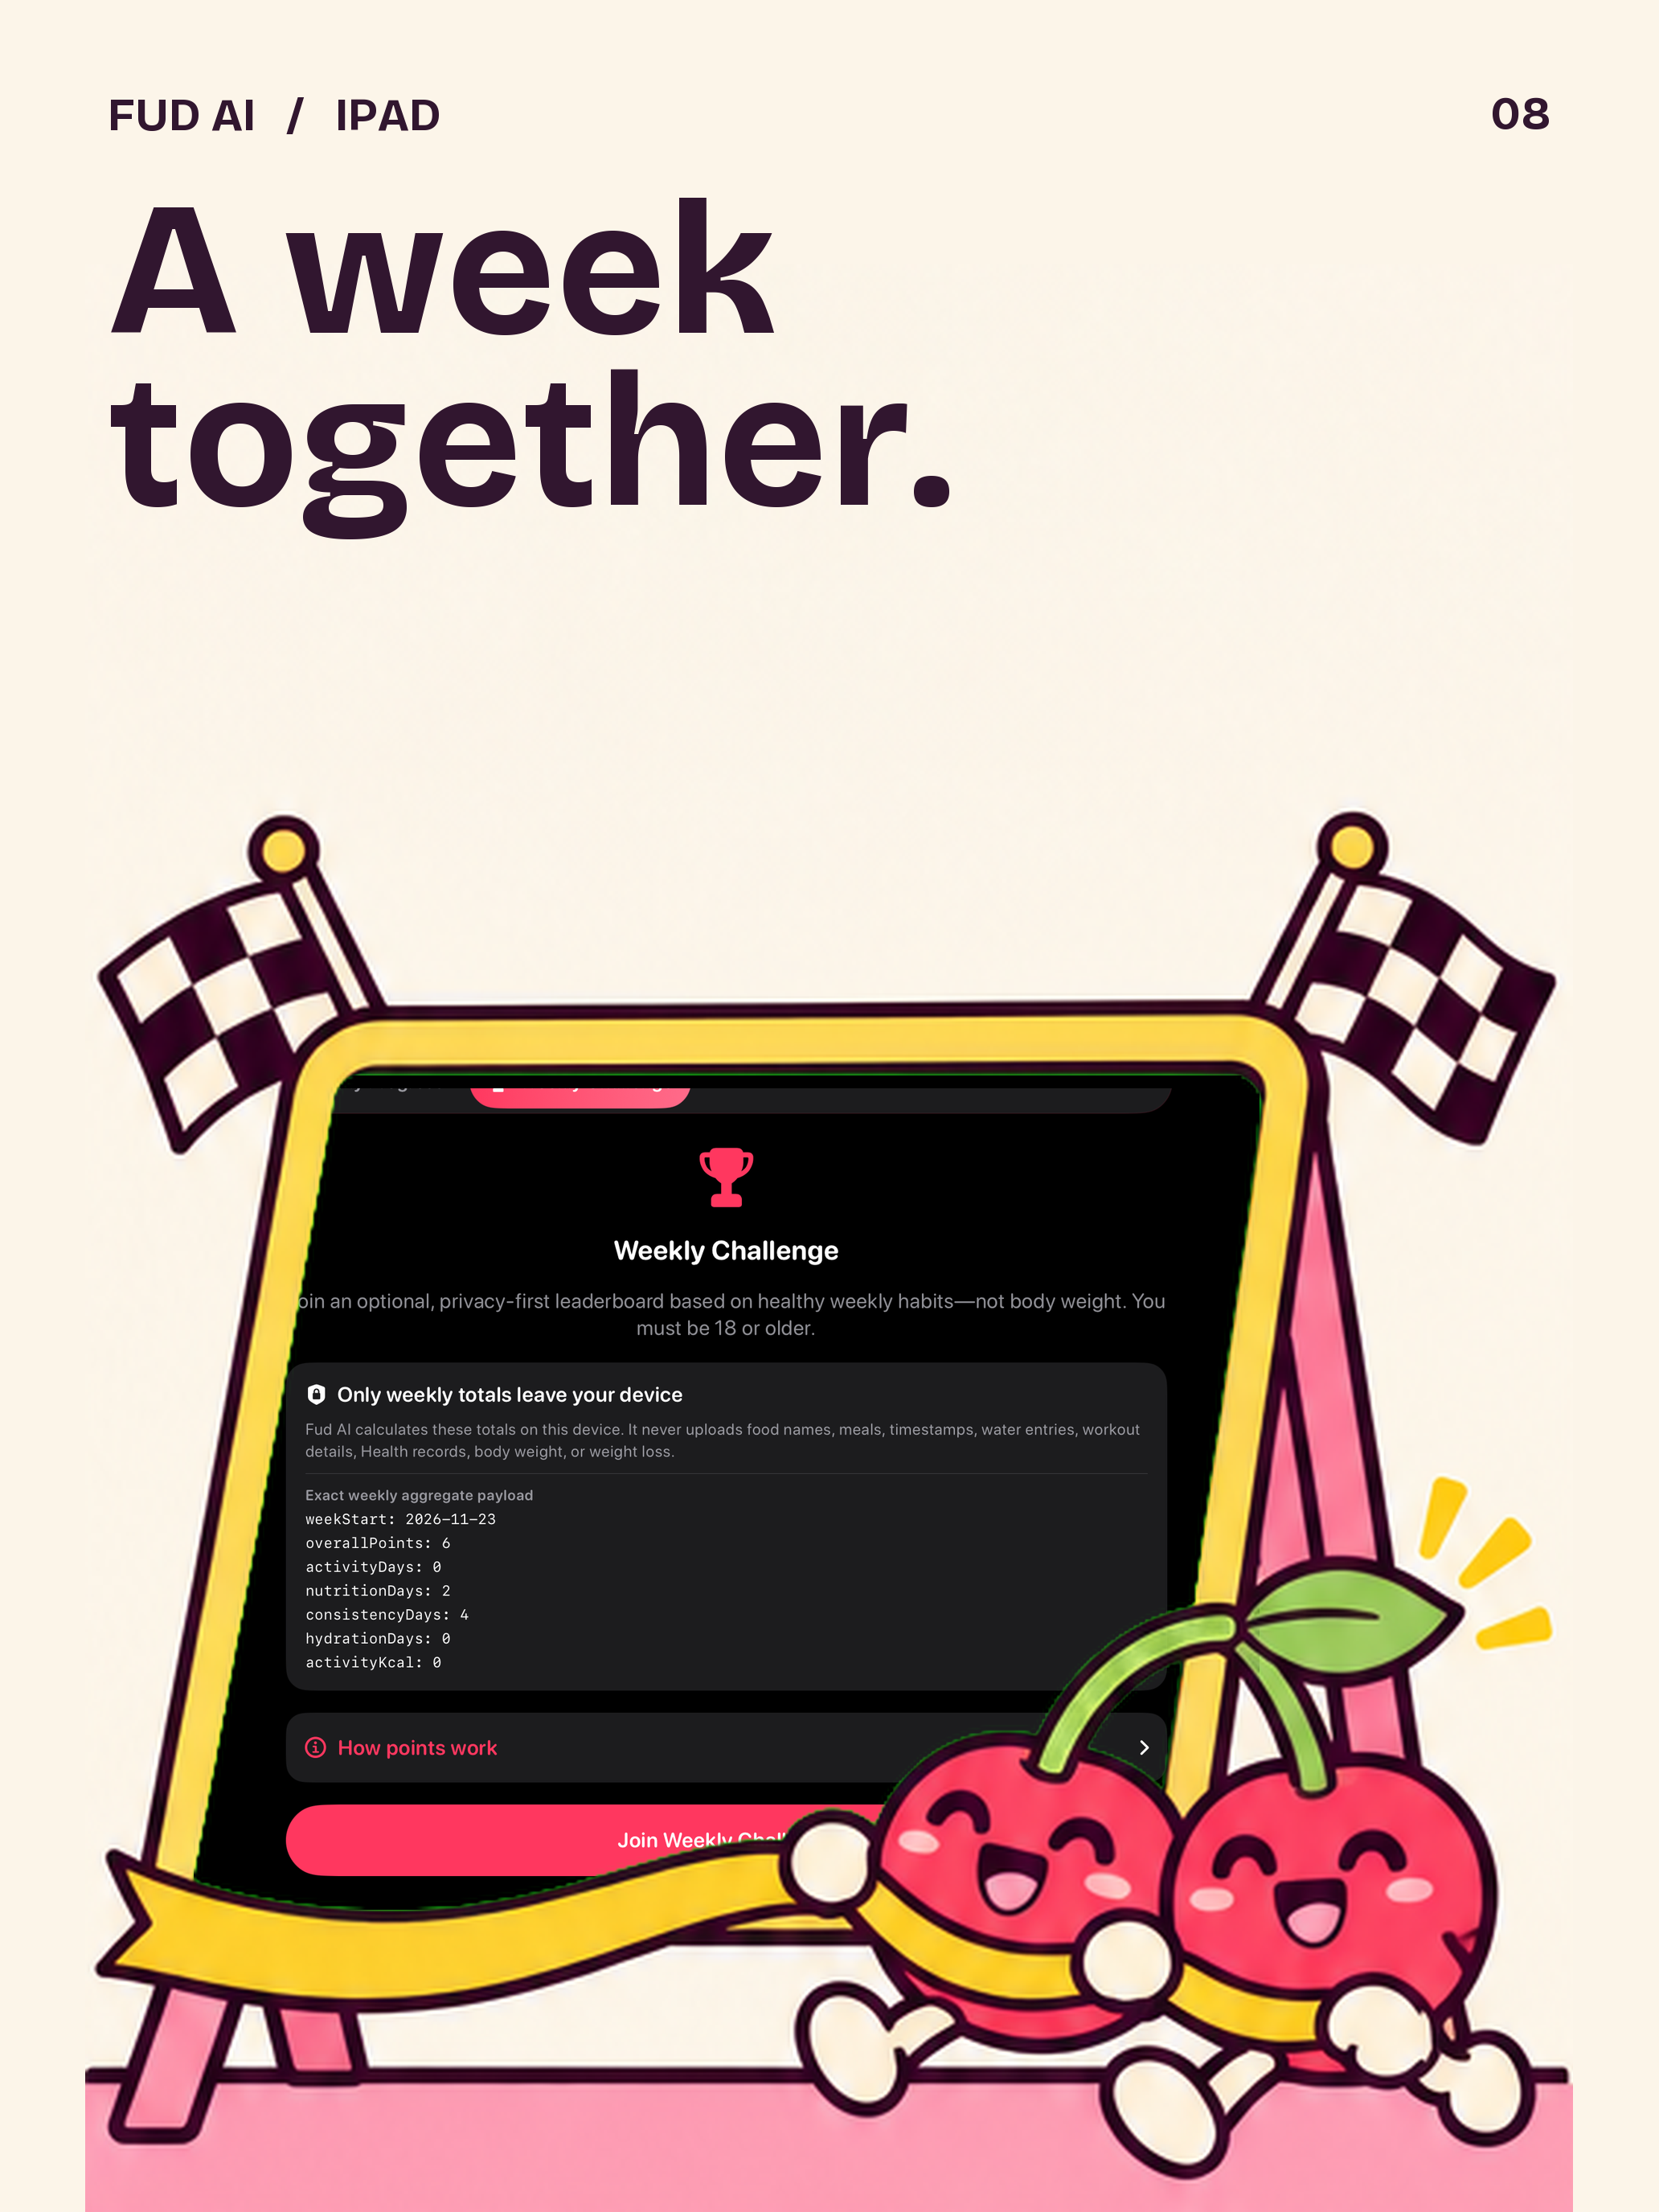 FUD AI / IPAD
08
A week
together.
Weekly Challenge
oin an optional, privacy-first leaderboard based on healthy weekly habits—not body weight. You
must be 18 or older.
Only weekly totals leave your device
Fud AI calculates these totals on this device. It never uploads food names, meals, timestamps, water entries, workout
details, Health records, body weight, or weight loss.
Exact weekly aggregate payload
weekStart: 2026-11-23
overallPoints: 6
activityDays: 0
nutritionDays: 2
consistencyDays: 4
hydrationDays: 0
activityKcal: 0
How points work
Join Weekly Chall